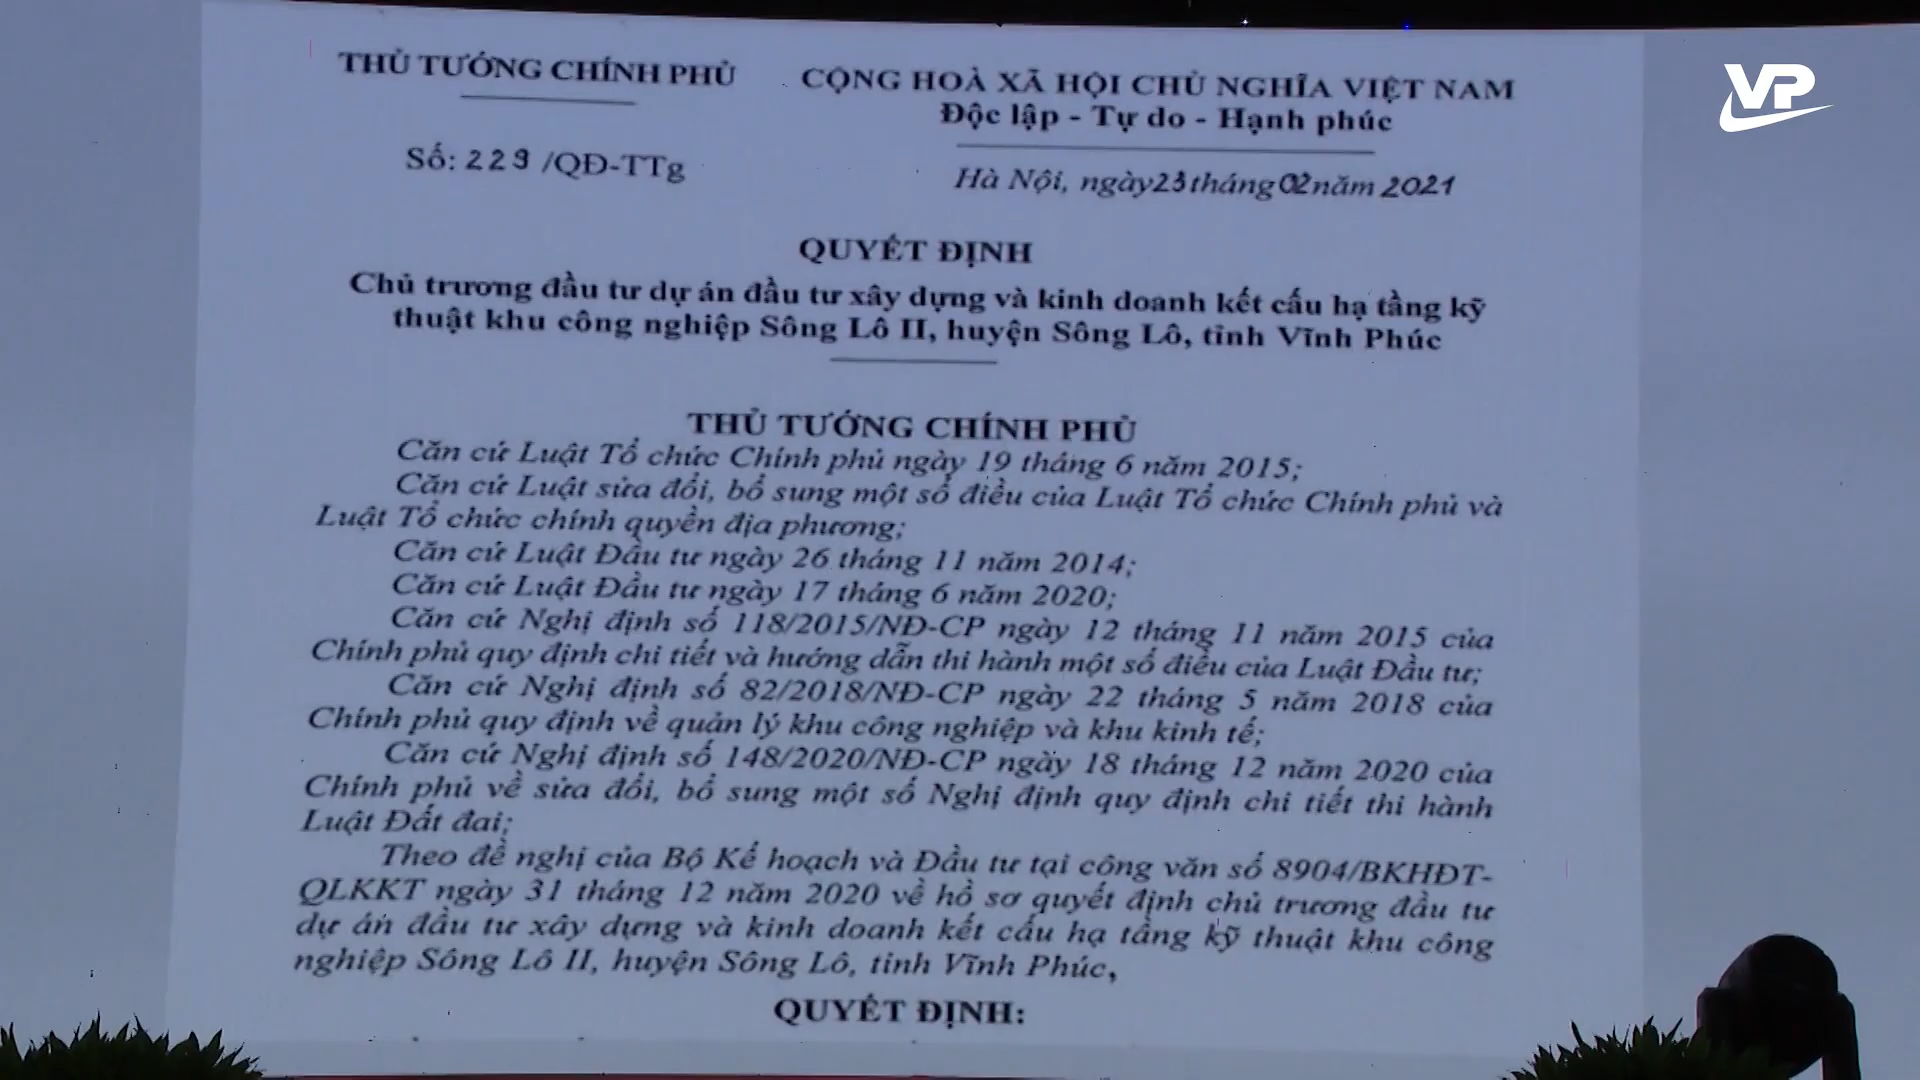 VP
THỦ TƯỚNG CHÍNH PHỦ
CỘNG HOÀ XÃ HỘI CHỦ NGHĨA VIỆT NAM
Độc lập - Tự do - Hạnh phúc
Số: 229 /QĐ-TTg
Hà Nội, ngày 23 tháng 02 năm 2021
QUYẾT ĐỊNH
Chủ trương đầu tư dự án đầu tư xây dựng và kinh doanh kết cấu hạ tầng kỹ
thuật khu công nghiệp Sông Lô II, huyện Sông Lô, tỉnh Vĩnh Phúc
THỦ TƯỚNG CHÍNH PHỦ
Căn cứ Luật Tổ chức Chính phủ ngày 19 tháng 6 năm 2015;
Căn cứ Luật sửa đổi, bổ sung một số điều của Luật Tổ chức Chính phủ và
Luật Tổ chức chính quyền địa phương;
Căn cứ Luật Đầu tư ngày 26 tháng 11 năm 2014;
Căn cứ Luật Đầu tư ngày 17 tháng 6 năm 2020;
Căn cứ Nghị định số 118/2015/NĐ-CP ngày 12 tháng 11 năm 2015 của
Chính phủ quy định chi tiết và hướng dẫn thi hành một số điều của Luật Đầu tư;
Căn cứ Nghị định số 82/2018/NĐ-CP ngày 22 tháng 5 năm 2018 của
Chính phủ quy định về quản lý khu công nghiệp và khu kinh tế;
Căn cứ Nghị định số 148/2020/NĐ-CP ngày 18 tháng 12 năm 2020 của
Chính phủ về sửa đổi, bổ sung một số Nghị định quy định chi tiết thi hành
Luật Đất đai;
Theo đề nghị của Bộ Kế hoạch và Đầu tư tại công văn số 8904/BKHĐT-
QLKKT ngày 31 tháng 12 năm 2020 về hồ sơ quyết định chủ trương đầu tư
dự án đầu tư xây dựng và kinh doanh kết cấu hạ tầng kỹ thuật khu công
nghiệp Sông Lô II, huyện Sông Lô, tỉnh Vĩnh Phúc,
QUYẾT ĐỊNH: